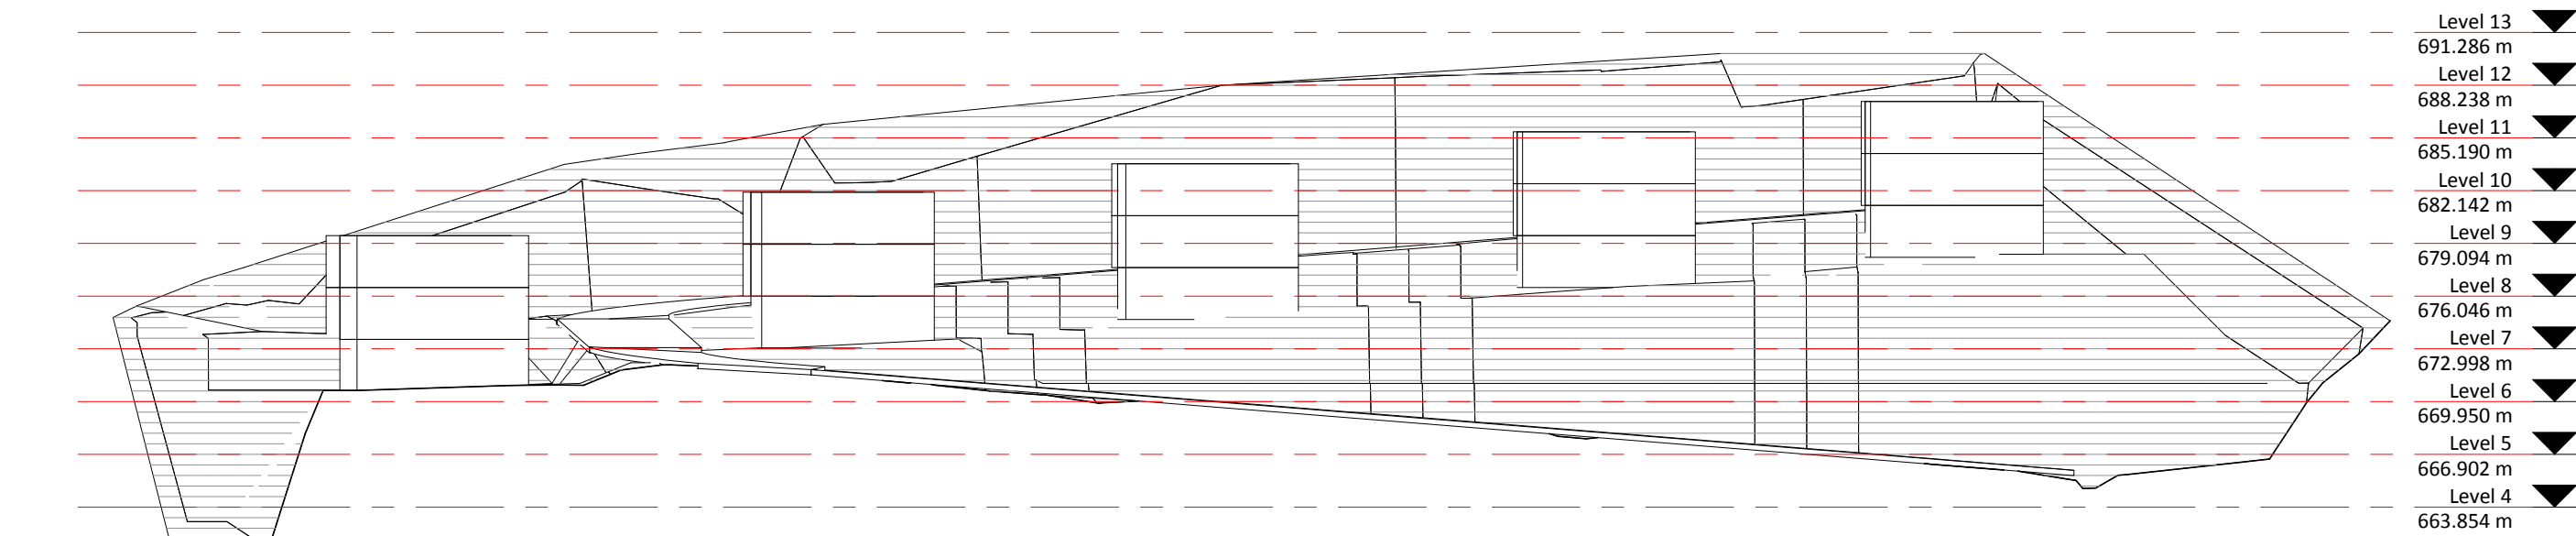 Level 13
691.286 m
Level 12
688.238 m
Level 11
685.190 m
Level 10
682.142 m
Level 9
679.094 m
Level 8
676.046 m
Level 7
672.998 m
Level 6
669.950 m
Level 5
666.902 m
Level 4
663.854 m